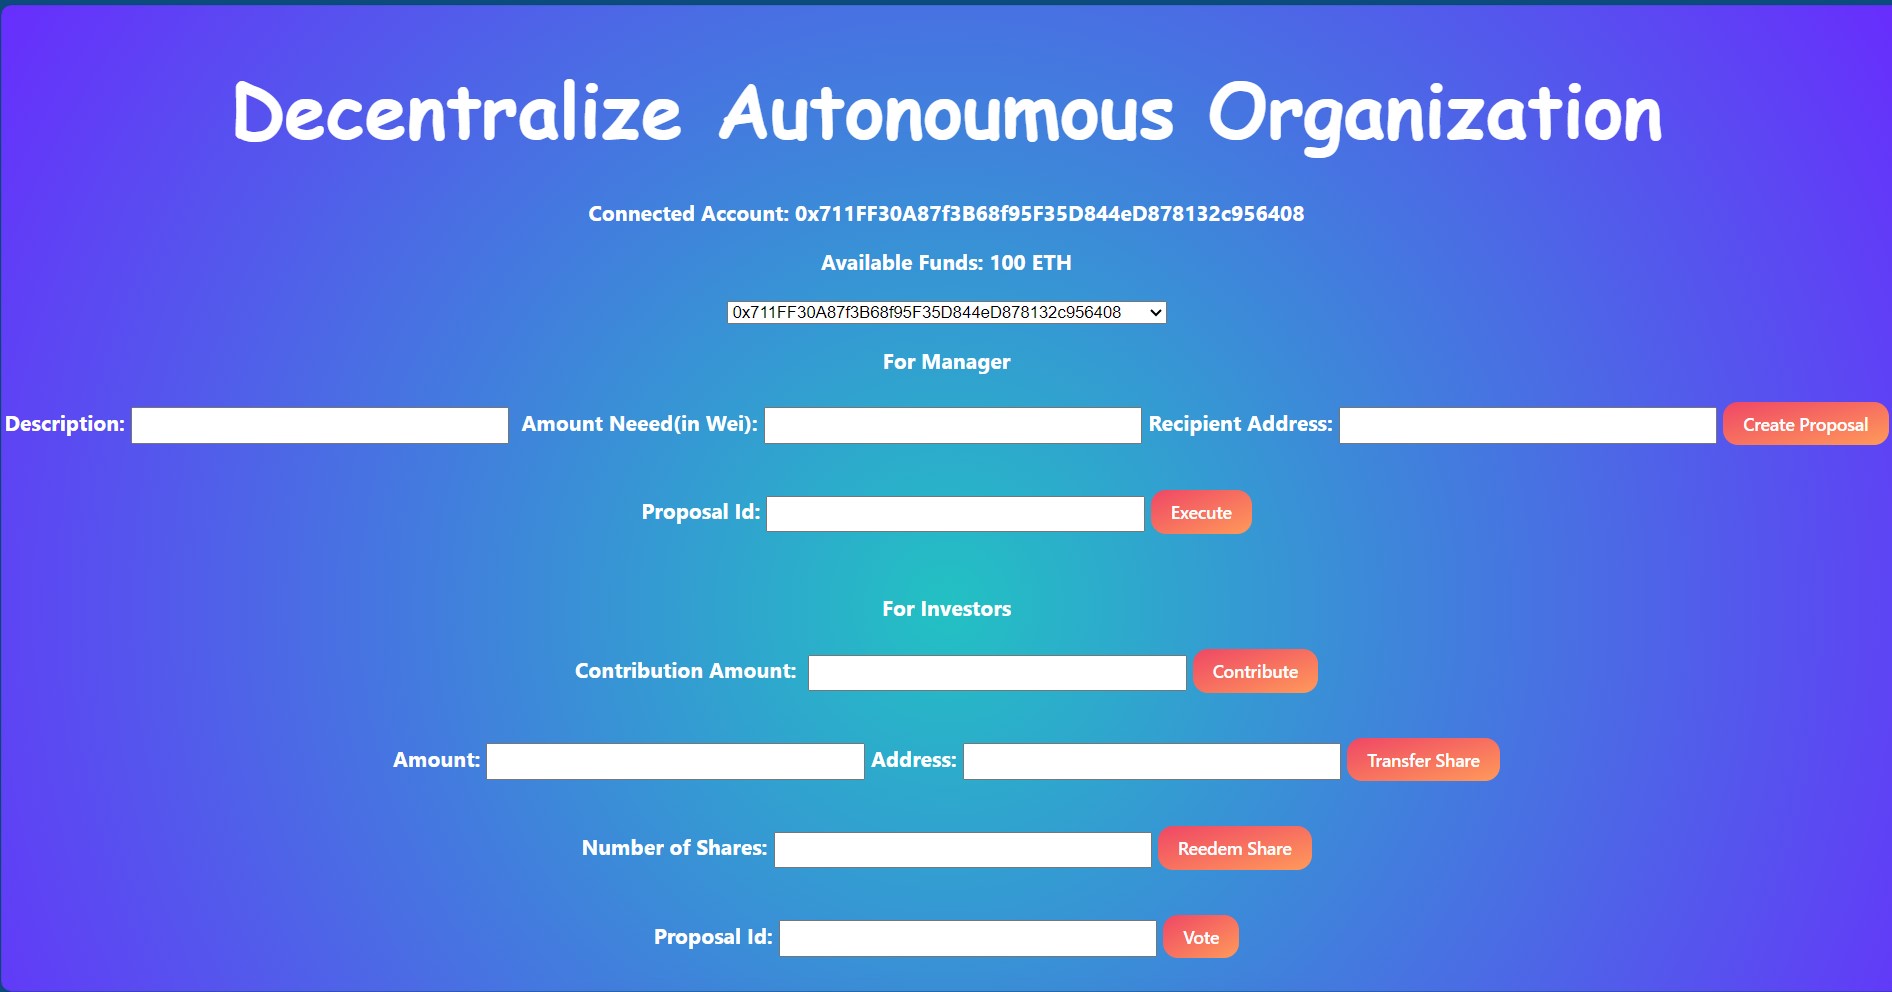 Decentralize Autonoumous Organization
Connected Account: 0x711FF30A87f3B68f95F35D844eD878132c956408
Available Funds: 100 ETH
0x711FF30A87f3B68f95F35D844eD878132c956408
For Manager
Description: Amount Neeed(in Wei): Recipient Address: Create Proposal
Proposal Id: Execute
For Investors
Contribution Amount: Contribute
Amount: Address: Transfer Share
Number of Shares: Reedem Share
Proposal Id: Vote